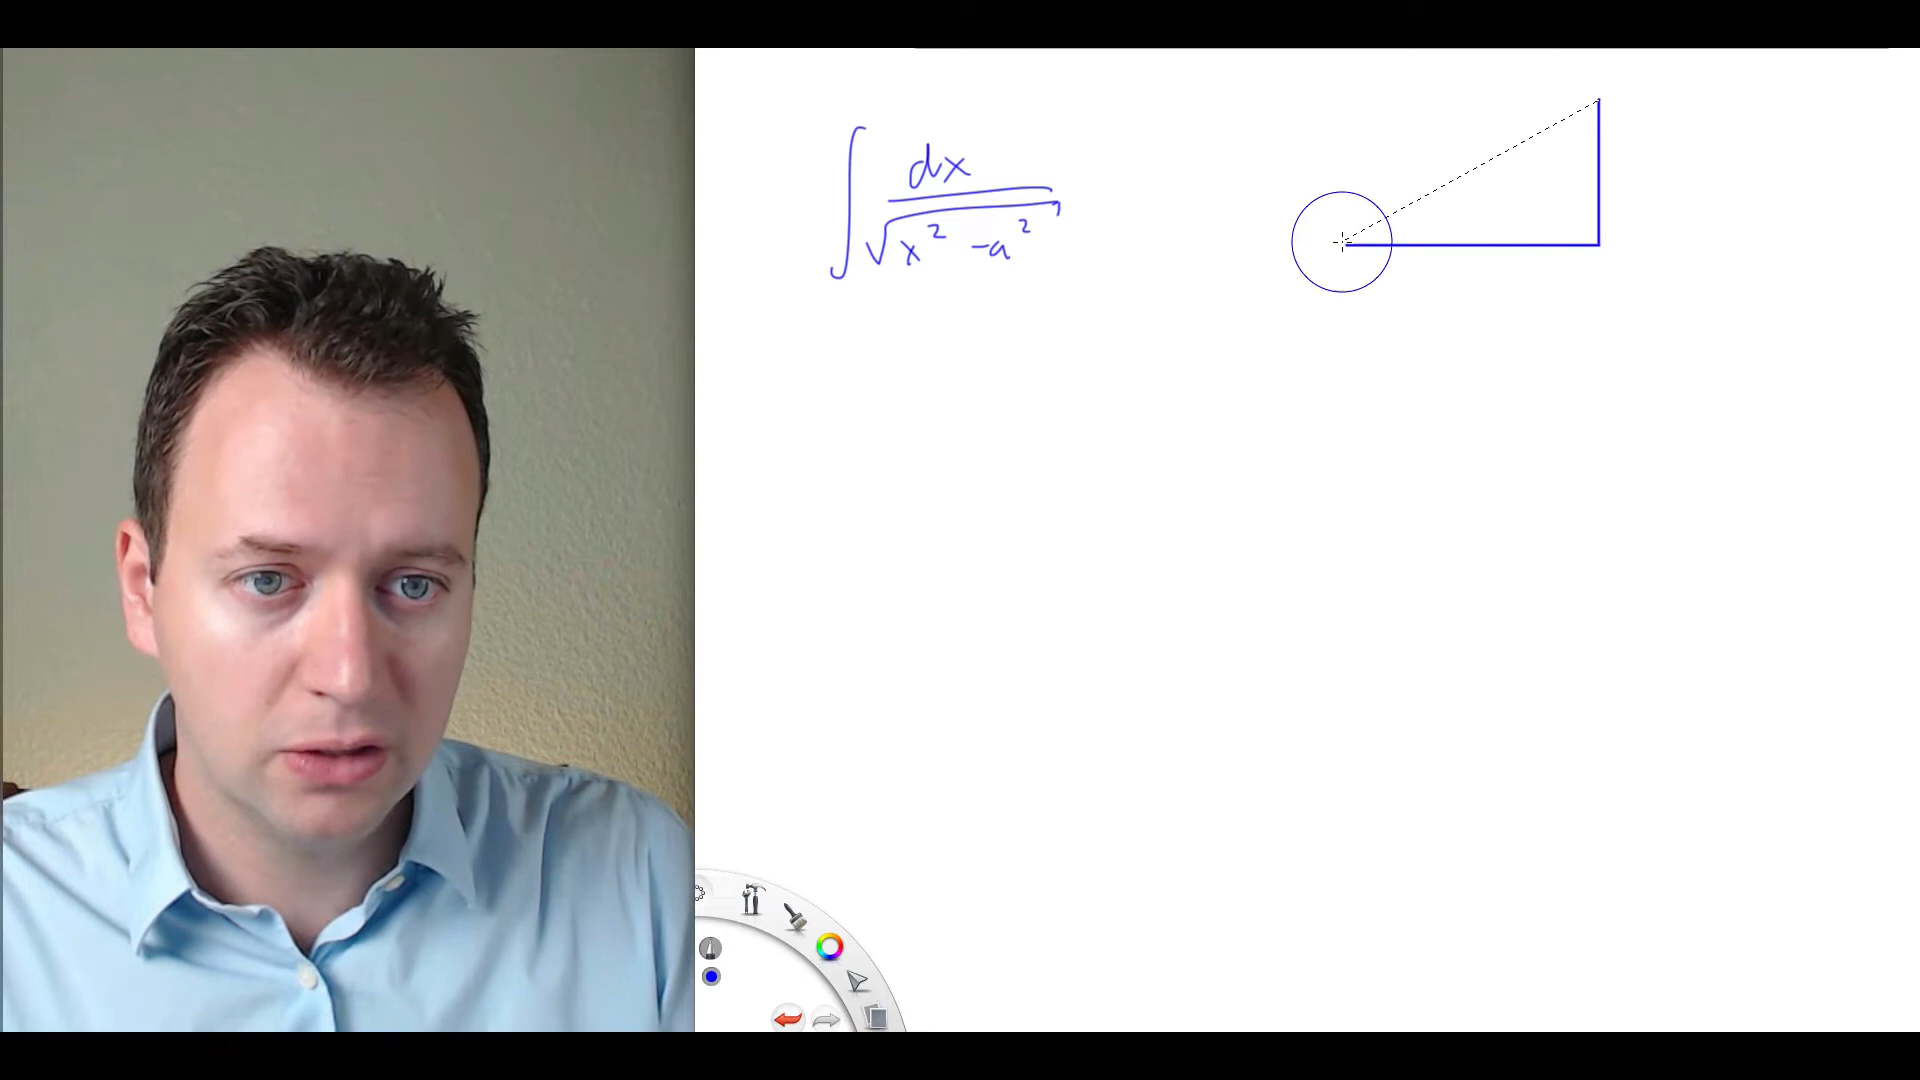 ∫ dx
√x² -a²